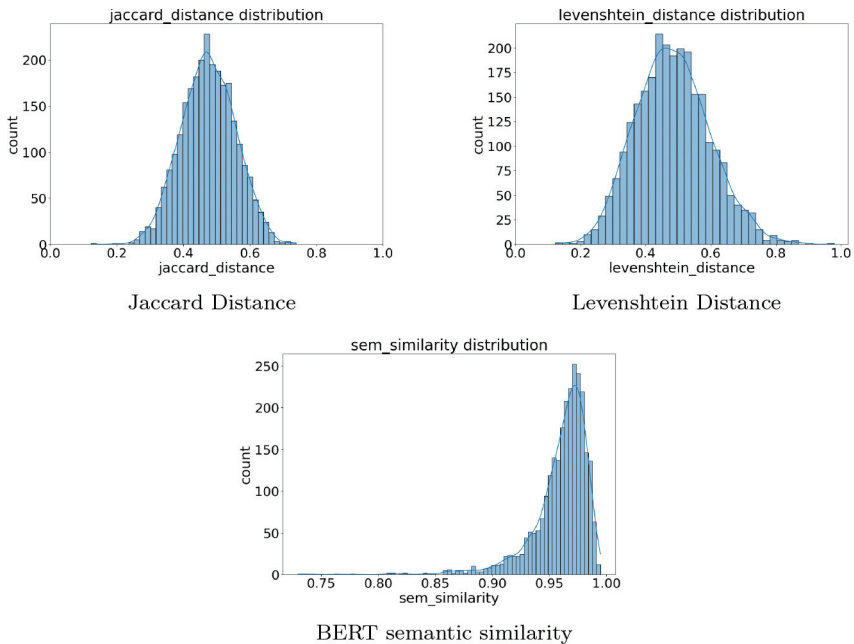 jaccard_distance distribution
count
200
150
100
50
0
0.0 0.2 0.4 0.6 0.8 1.0
jaccard_distance
Jaccard Distance
levenshtein_distance distribution
count
200
175
150
125
100
75
50
25
0
0.0 0.2 0.4 0.6 0.8 1.0
levenshtein_distance
Levenshtein Distance
sem_similarity distribution
count
250
200
150
100
50
0
0.75 0.80 0.85 0.90 0.95 1.00
sem_similarity
BERT semantic similarity